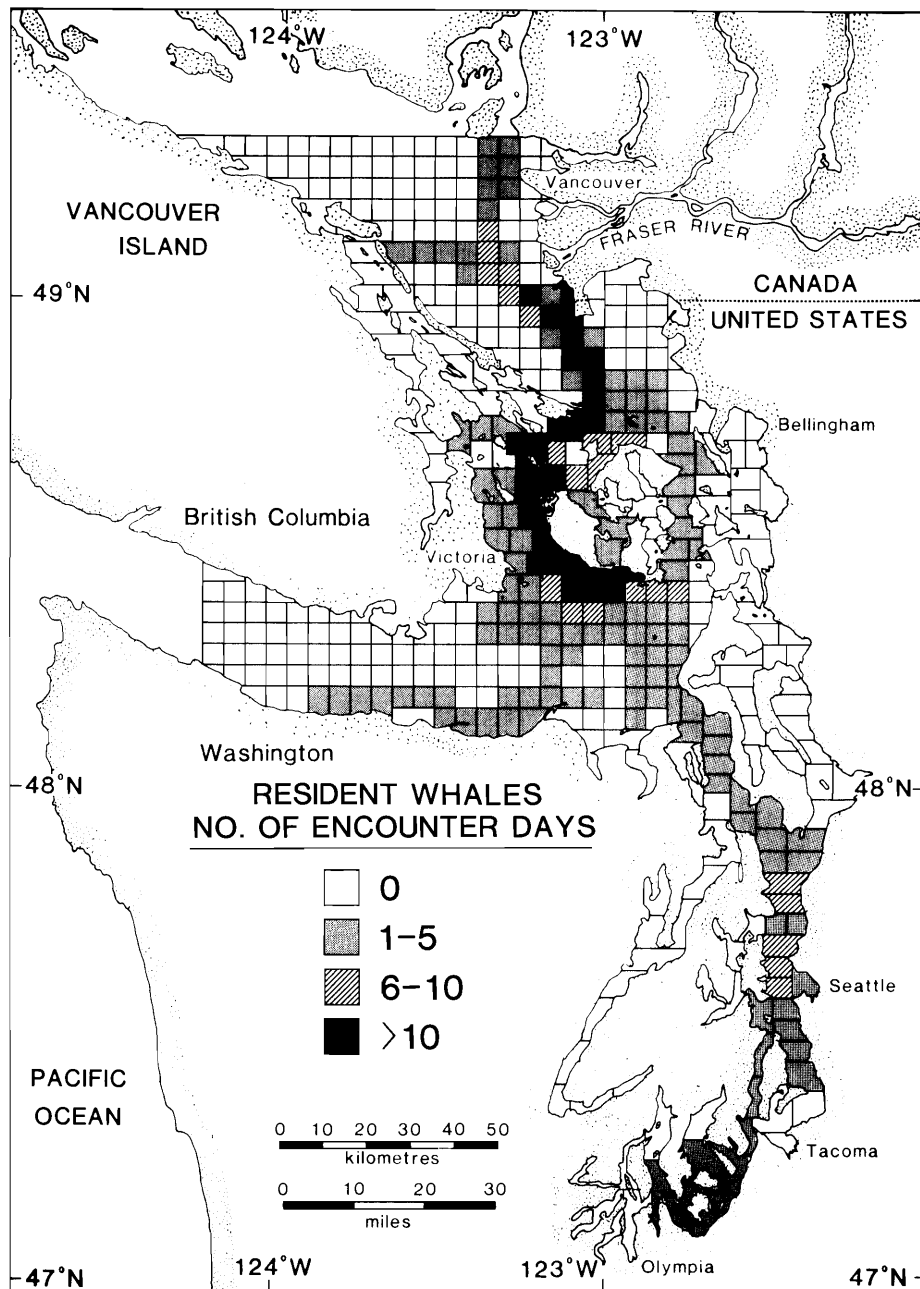 124°W
123°W
Vancouver
VANCOUVER
ISLAND
FRASER RIVER
49°N
CANADA
UNITED STATES
Bellingham
British Columbia
Victoria
Washington
48°N
48°N
RESIDENT WHALES
NO. OF ENCOUNTER DAYS
0
1-5
6-10
>10
Seattle
PACIFIC
OCEAN
0 10 20 30 40 50
kilometres
0 10 20 30
miles
Tacoma
124°W
123°W
Olympia
47°N
47°N